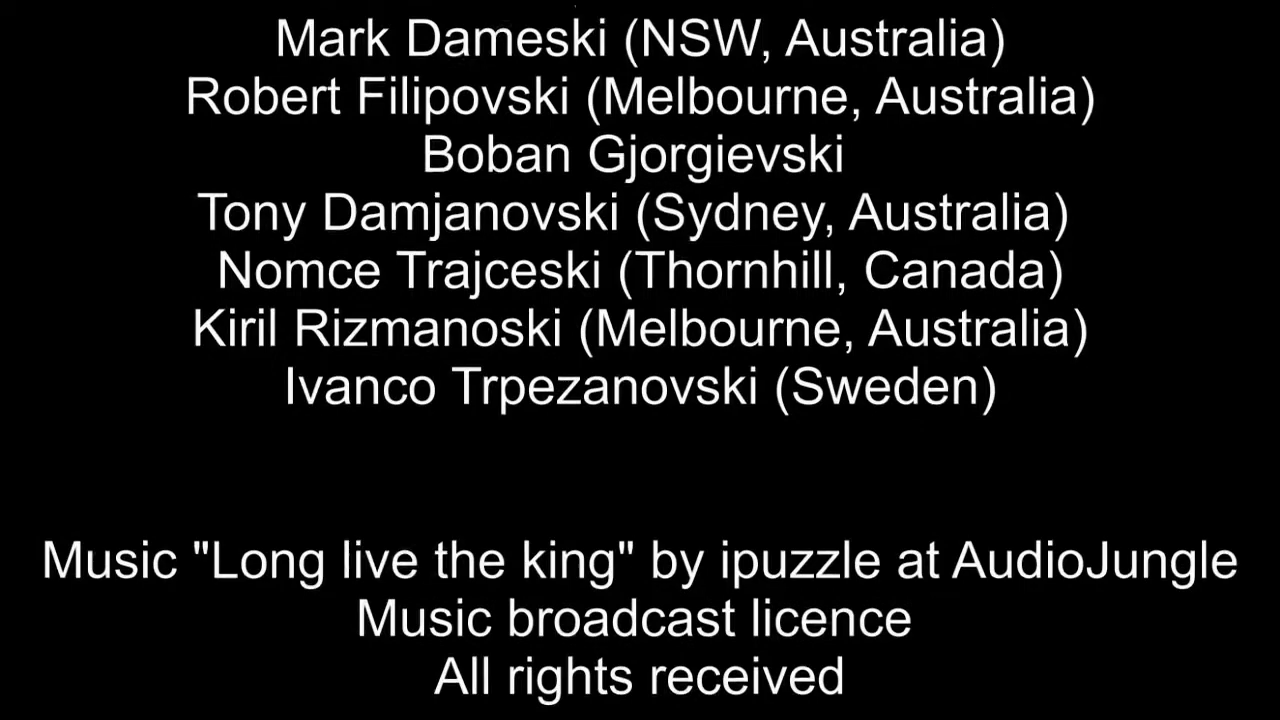 Mark Dameski (NSW, Australia)
Robert Filipovski (Melbourne, Australia)
Boban Gjorgievski
Tony Damjanovski (Sydney, Australia)
Nomce Trajceski (Thornhill, Canada)
Kiril Rizmanoski (Melbourne, Australia)
Ivanco Trpezanovski (Sweden)
Music "Long live the king" by ipuzzle at AudioJungle
Music broadcast licence
All rights received